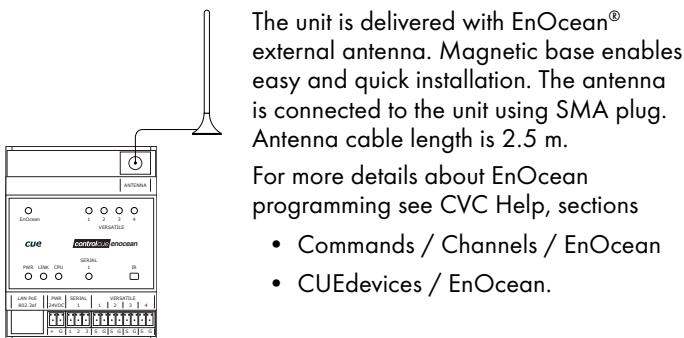 The unit is delivered with EnOcean®
external antenna. Magnetic base enables
easy and quick installation. The antenna
is connected to the unit using SMA plug.
Antenna cable length is 2.5 m.
For more details about EnOcean
programming see CVC Help, sections
• Commands / Channels / EnOcean
• CUEdevices / EnOcean.
ANTENNA
EnOcean 1 2 3 4
VERSATILE
cue controlcue enocean
SERIAL
PWR LINK CPU 1 IR
LAN PoE PWR SERIAL VERSATILE
802.3af 24VDC 1 1 2 3 4
+ G 1 2 3 S G S G S G S G